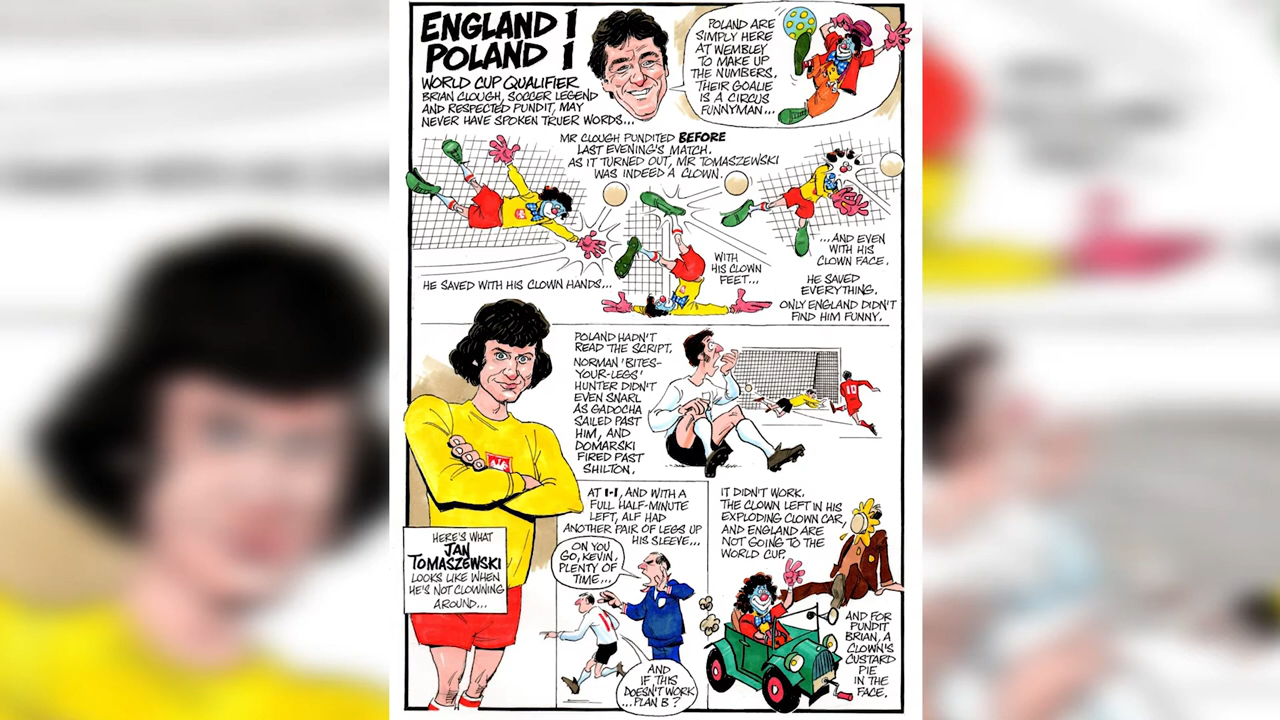 ENGLAND 1
POLAND 1
WORLD CUP QUALIFIER
BRIAN CLOUGH, SOCCER LEGEND
AND RESPECTED PUNDIT, MAY
NEVER HAVE SPOKEN TRUER WORDS...
POLAND ARE
SIMPLY HERE
AT WEMBLEY
TO MAKE UP
THE NUMBERS.
THEIR GOALIE
IS A CIRCUS
FUNNYMAN...
MR CLOUGH PUNDITED BEFORE
LAST EVENING'S MATCH.
AS IT TURNED OUT, MR TOMASZEWSKI
WAS INDEED A CLOWN.
HE SAVED WITH HIS CLOWN HANDS...
WITH
HIS CLOWN
FEET...
...AND EVEN
WITH HIS
CLOWN FACE.
HE SAVED
EVERYTHING.
ONLY ENGLAND DIDN'T
FIND HIM FUNNY.
POLAND HADN'T
READ THE SCRIPT.
NORMAN 'BITES-
YOUR-LEGS'
HUNTER DIDN'T
EVEN SNARL
AS GADOCHA
SAILED PAST
HIM, AND
DOMARSKI
FIRED PAST
SHILTON.
10
HERE'S WHAT
JAN
TOMASZEWSKI
LOOKS LIKE WHEN
HE'S NOT CLOWNING
AROUND...
AT 1-1, AND WITH A
FULL HALF-MINUTE
LEFT, ALF HAD
ANOTHER PAIR OF LEGS UP
HIS SLEEVE...
ON YOU
GO, KEVIN.
PLENTY OF
TIME...
11
AND
IF THIS
DOESN'T WORK
...PLAN B?
IT DIDN'T WORK.
THE CLOWN LEFT IN HIS
EXPLODING CLOWN CAR,
AND ENGLAND ARE
NOT GOING TO THE
WORLD CUP.
AND FOR
PUNDIT
BRIAN, A
CLOWN'S
CUSTARD
PIE
IN THE
FACE.